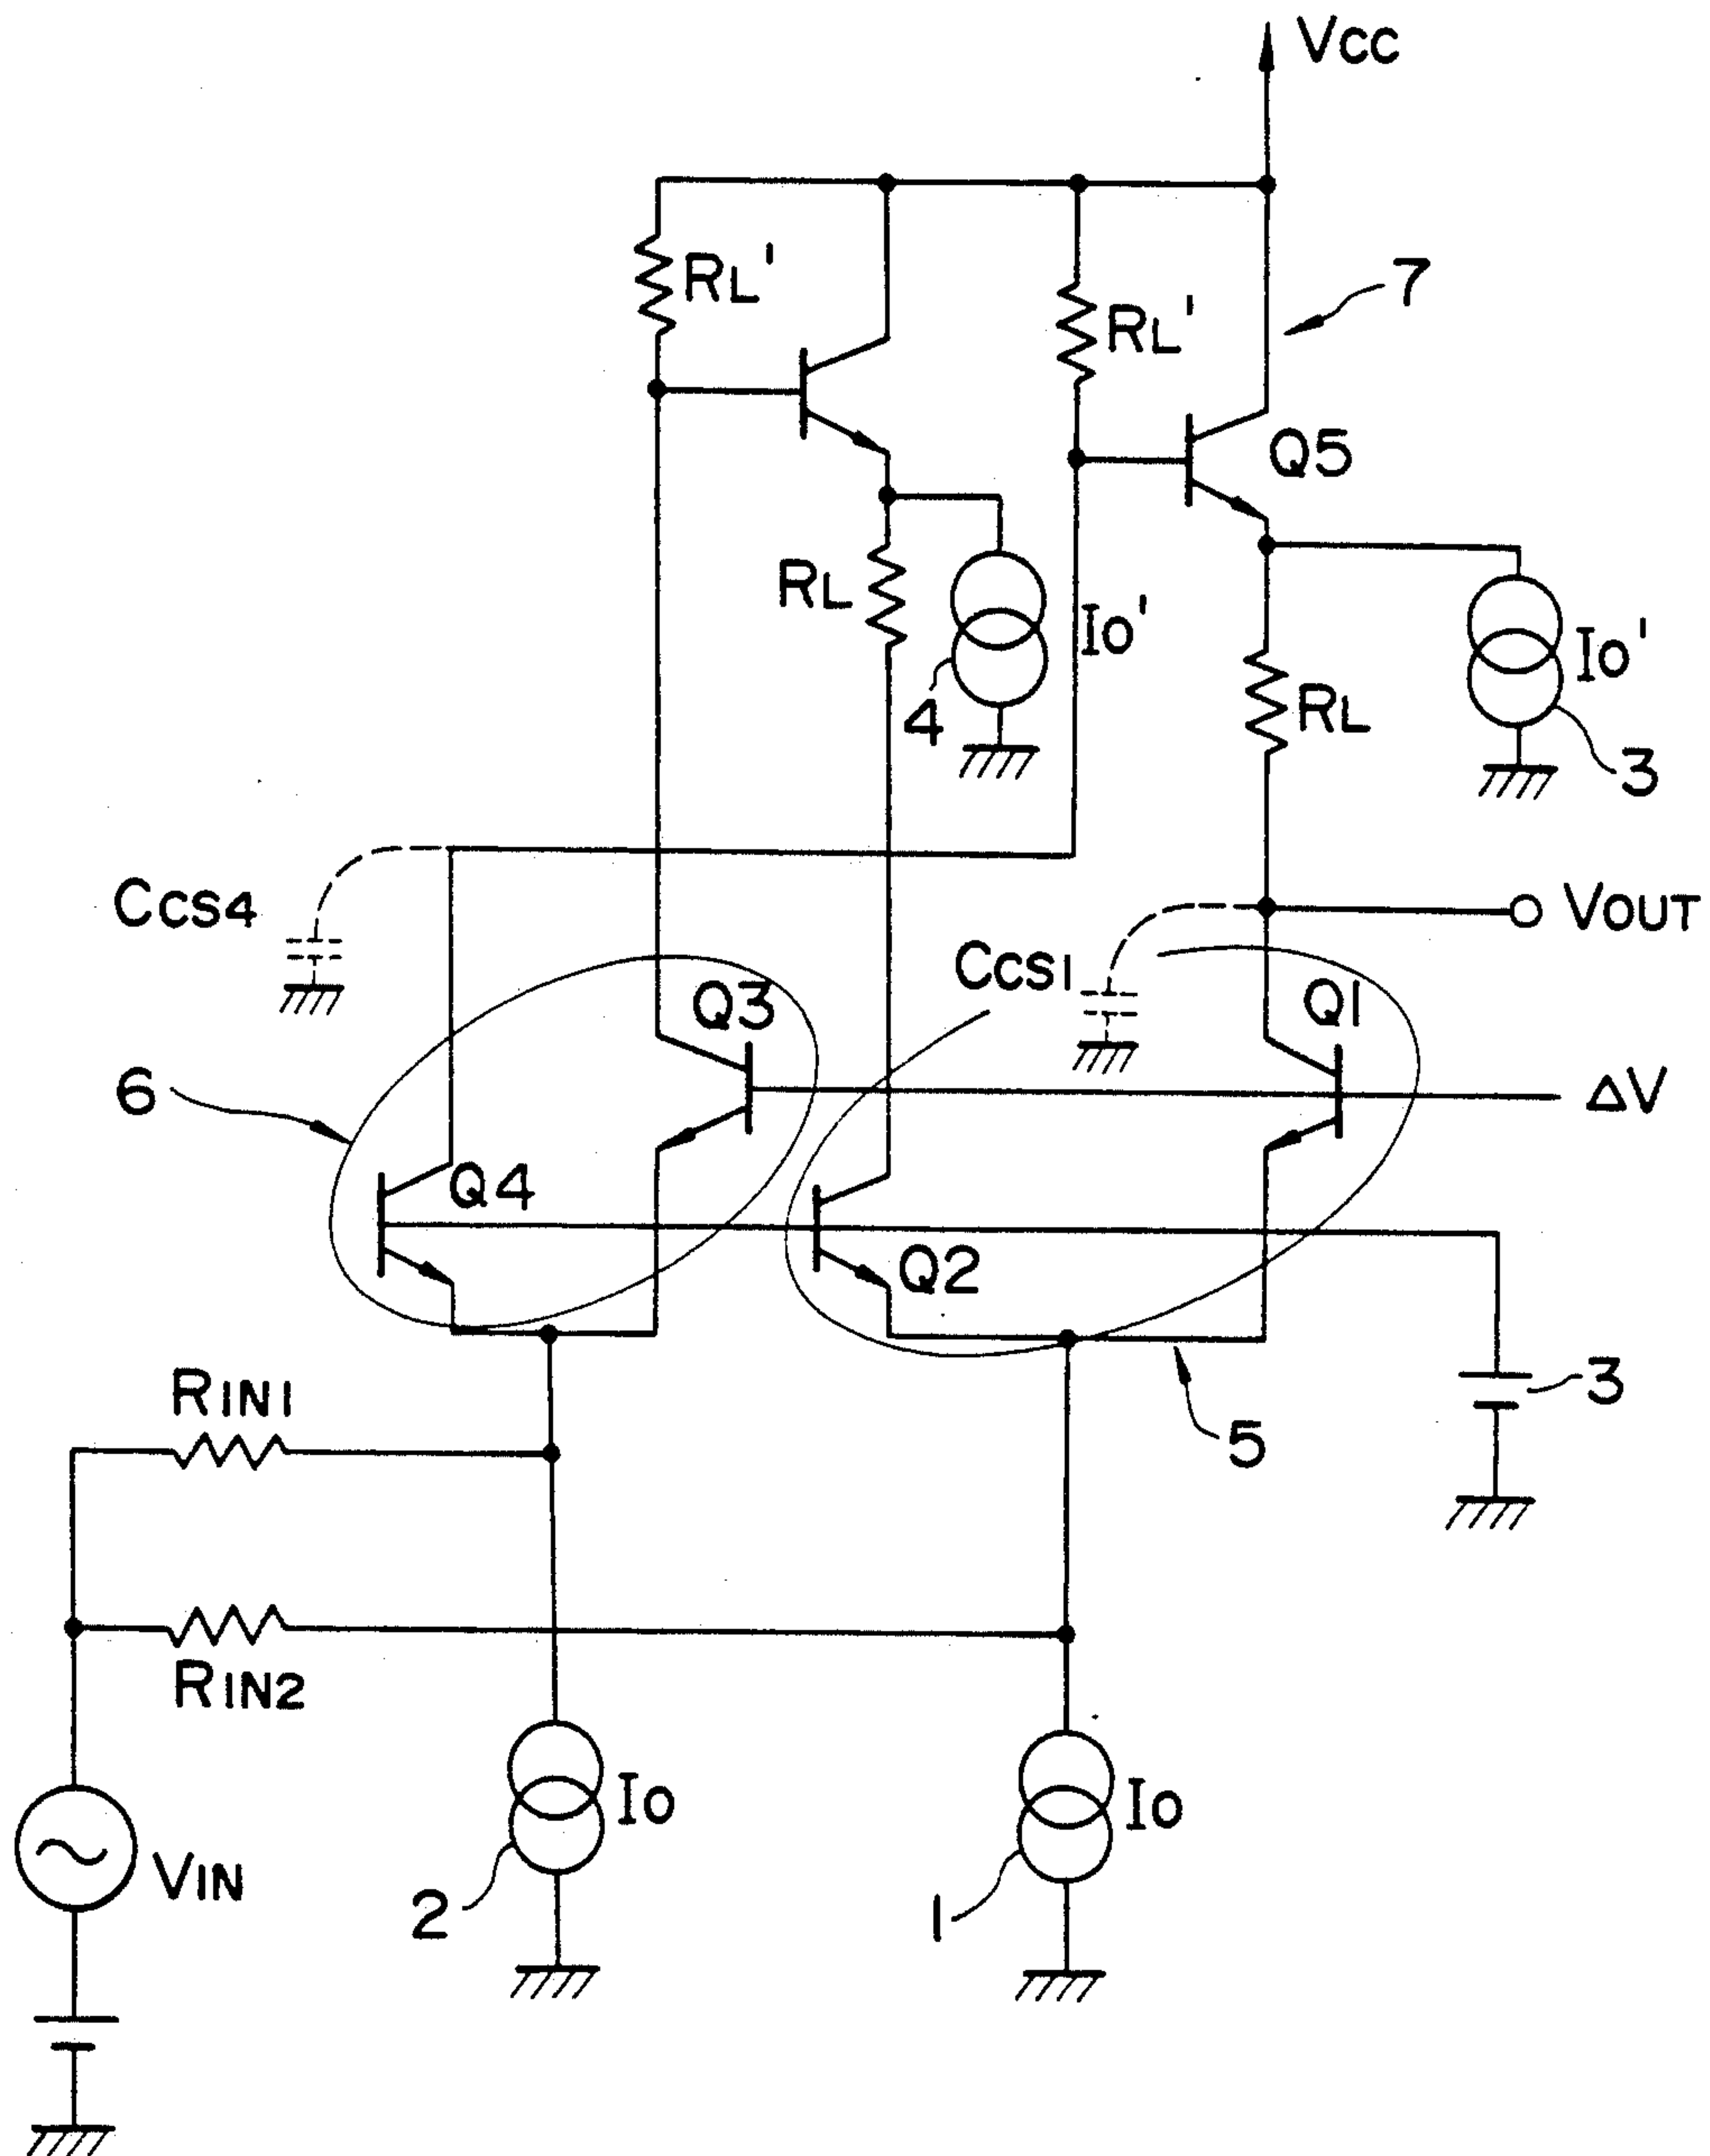 Vcc
RL'
RL'
7
Q5
RL
Io'
Io'
4
RL
3
Ccs4
VOUT
Ccs1
Q3
Q1
6
ΔV
Q4
Q2
RIN1
3
5
RIN2
Io
Io
VIN
2
1